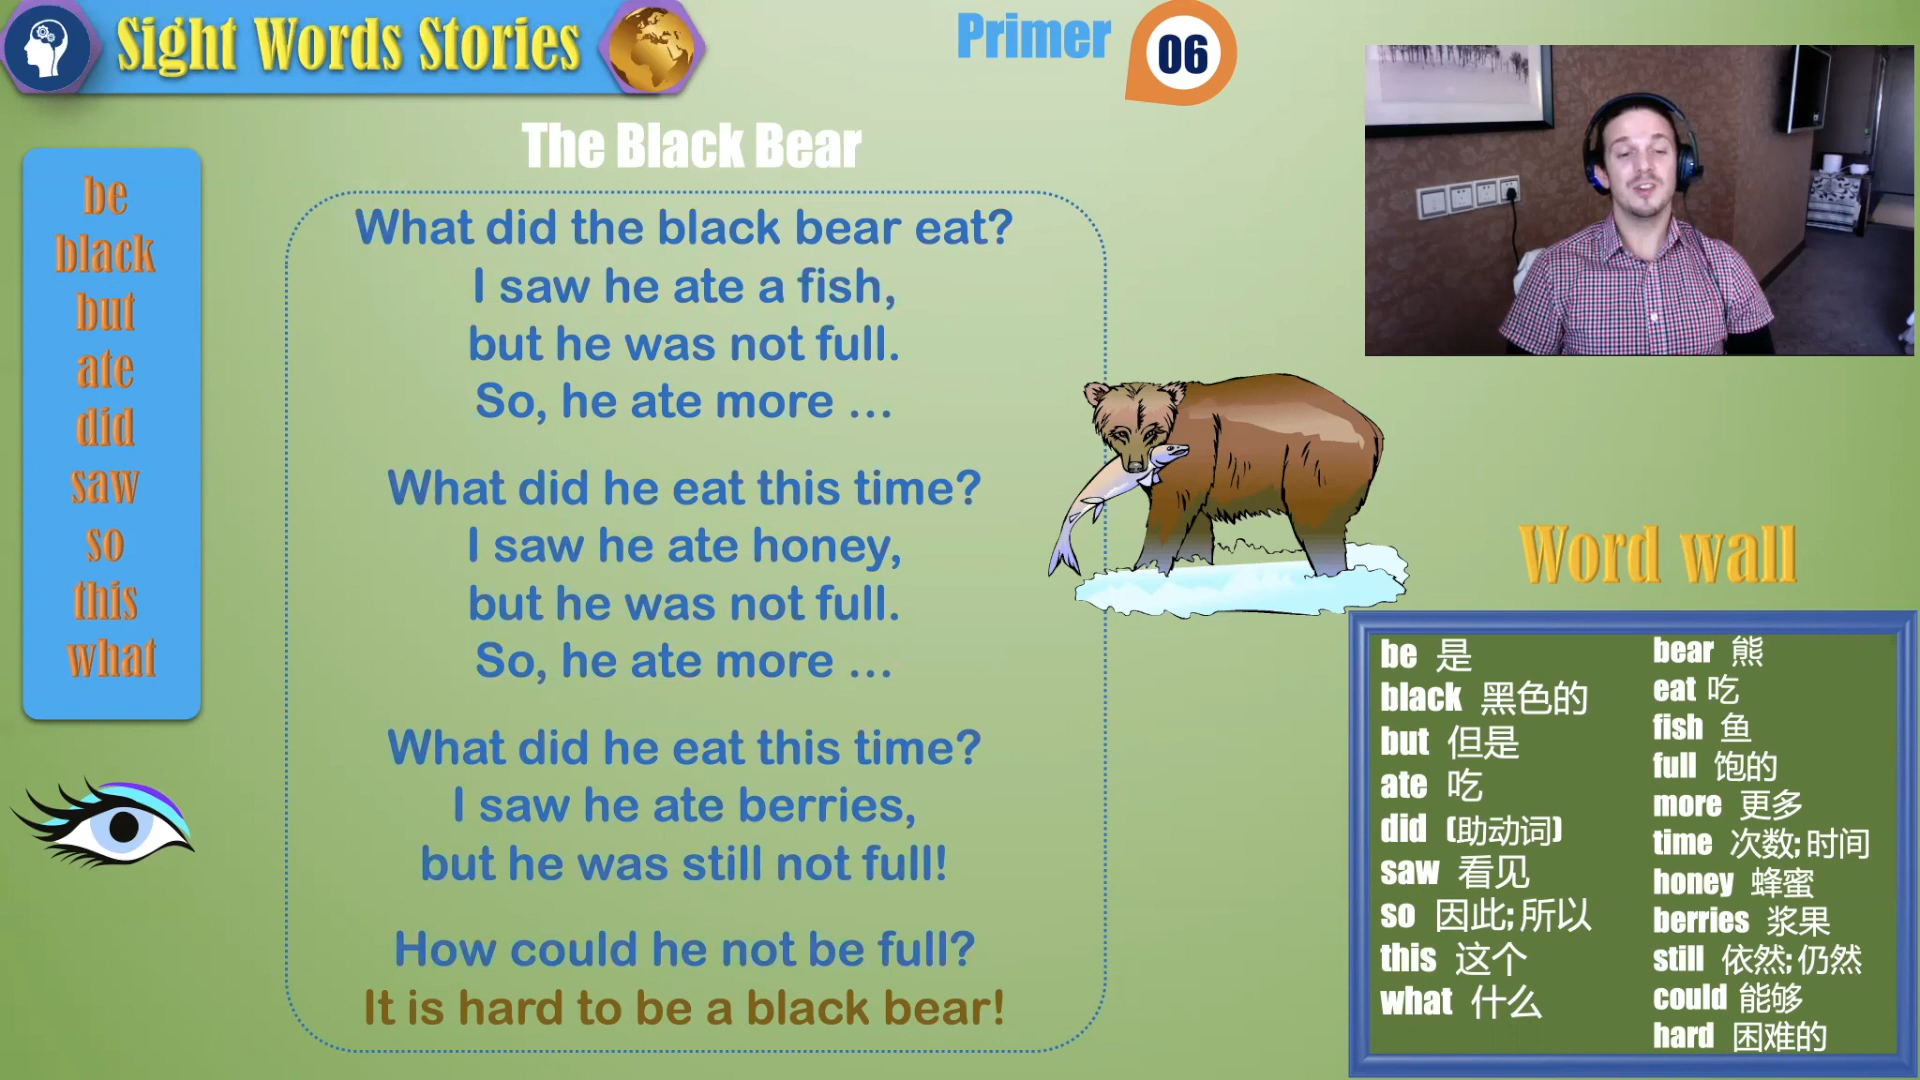 Sight Words Stories
Primer
06
The Black Bear
be
black
but
ate
did
saw
so
this
what
What did the black bear eat?
I saw he ate a fish,
but he was not full.
So, he ate more ...
What did he eat this time?
I saw he ate honey,
but he was not full.
So, he ate more ...
What did he eat this time?
I saw he ate berries,
but he was still not full!
How could he not be full?
It is hard to be a black bear!
Word wall
be 是
black 黑色的
but 但是
ate 吃
did (助动词)
saw 看见
so 因此; 所以
this 这个
what 什么
bear 熊
eat 吃
fish 鱼
full 饱的
more 更多
time 次数; 时间
honey 蜂蜜
berries 浆果
still 依然; 仍然
could 能够
hard 困难的